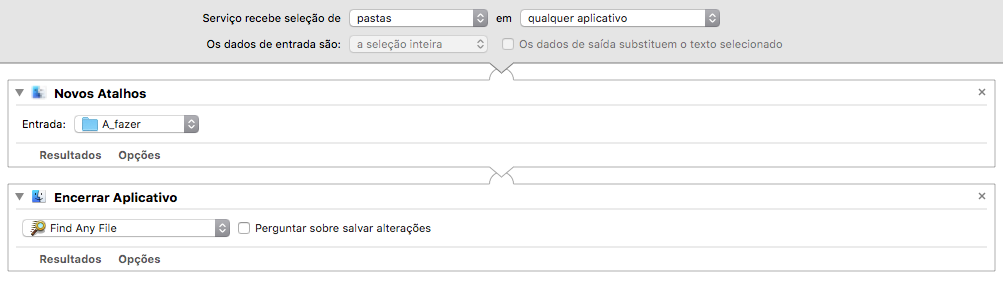 Serviço recebe seleção de pastas em qualquer aplicativo
Os dados de entrada são: a seleção inteira Os dados de saída substituem o texto selecionado
Novos Atalhos
Entrada: A_fazer
Resultados Opções
Encerrar Aplicativo
Find Any File Perguntar sobre salvar alterações
Resultados Opções